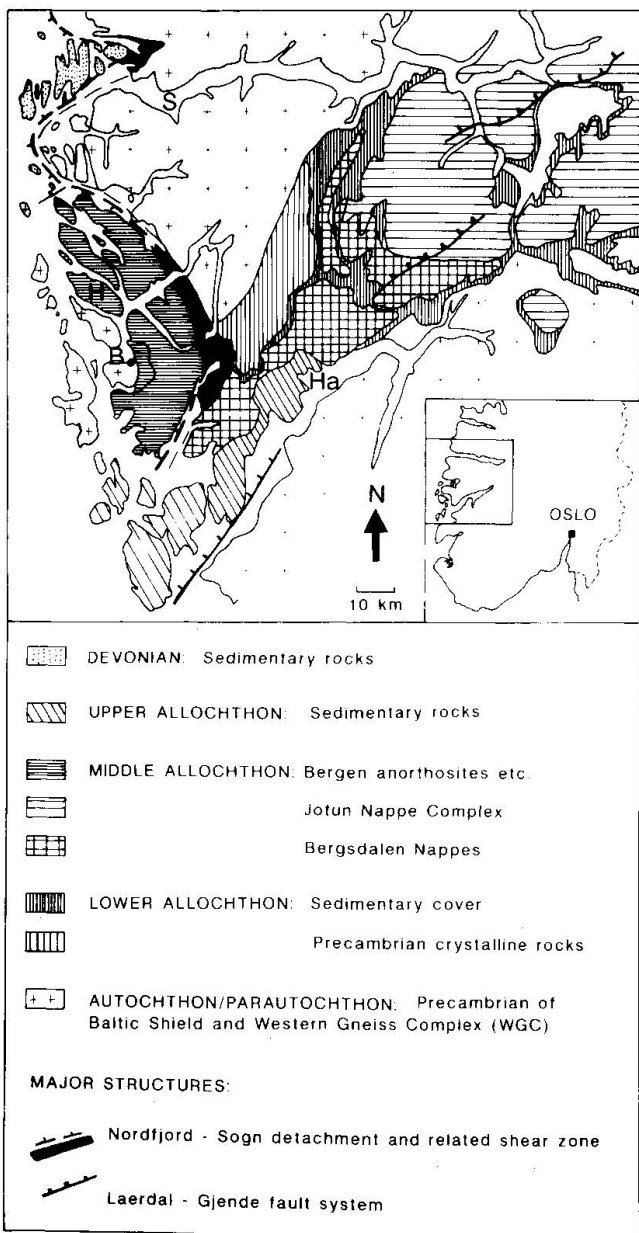 S
H
B
Ha
N
10 km
OSLO
DEVONIAN: Sedimentary rocks
UPPER ALLOCHTHON: Sedimentary rocks
MIDDLE ALLOCHTHON: Bergen anorthosites etc.
Jotun Nappe Complex
Bergsdalen Nappes
LOWER ALLOCHTHON: Sedimentary cover
Precambrian crystalline rocks
AUTOCHTHON/PARAUTOCHTHON: Precambrian of
Baltic Shield and Western Gneiss Complex (WGC)
MAJOR STRUCTURES:
Nordfjord - Sogn detachment and related shear zone
Laerdal - Gjende fault system